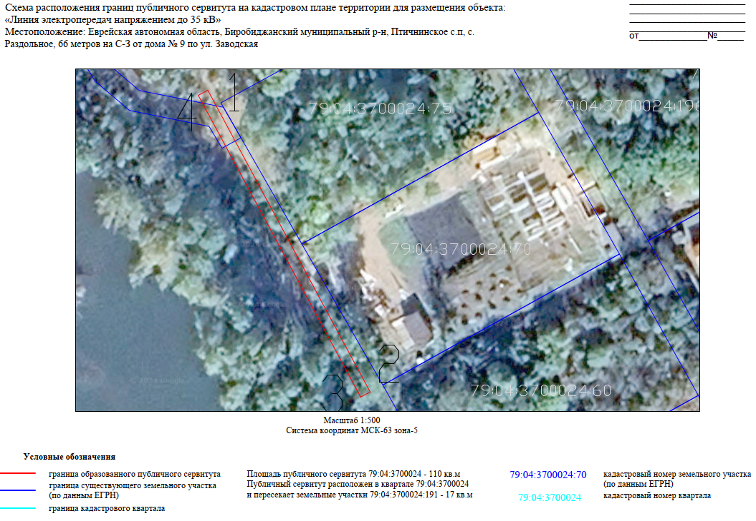 Схема расположения границ публичного сервитута на кадастровом плане территории для размещения объекта:
«Линия электропередач напряжением до 35 кВ»
Местоположение: Еврейская автономная область, Биробиджанский муниципальный р-н, Птичнинское с.п, с.
Раздольное, 66 метров на С-З от дома № 9 по ул. Заводская
от______________№______
1
4
79:04:3700024:75
79:04:3700024:19
79:04:3700024:70
2
3
79:04:3700024:60
Масштаб 1:500
Система координат МСК-63 зона-5
Условные обозначения
граница образованного публичного сервитута
граница существующего земельного участка
(по данным ЕГРН)
граница кадастрового квартала
Площадь публичного сервитута 79:04:3700024 - 110 кв.м
Публичный сервитут расположен в квартале 79:04:3700024
и пересекает земельные участки 79:04:3700024:191 - 17 кв.м
79:04:3700024:70
кадастровый номер земельного участка
(по данным ЕГРН)
79:04:3700024
кадастровый номер квартала